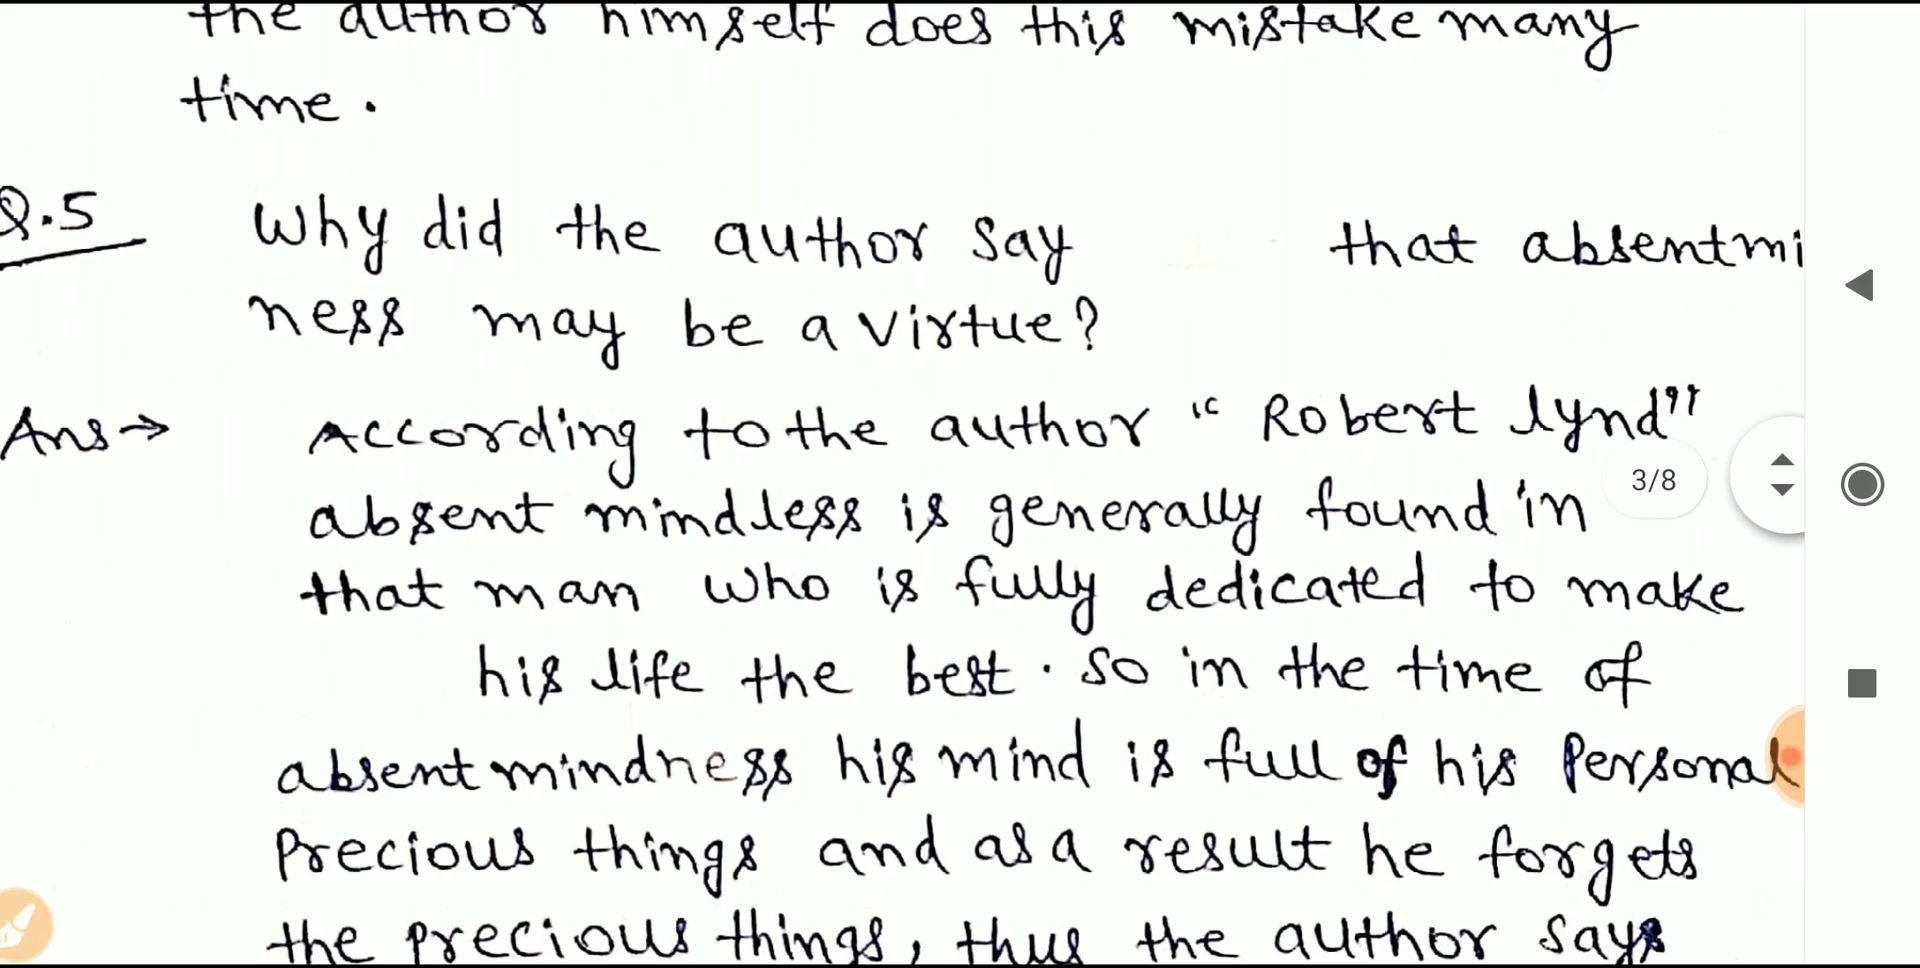 the author himself does this mistake many
time.
Q.5 Why did the author say that absentmi
ness may be a virtue?
Ans → According to the author "Robert lynd"
3/8
absent mindless is generally found in
that man who is fully dedicated to make
his life the best. so in the time of
absentmindness his mind is full of his Personal
Precious things and as a result he forgets
the precious things, thus the author says